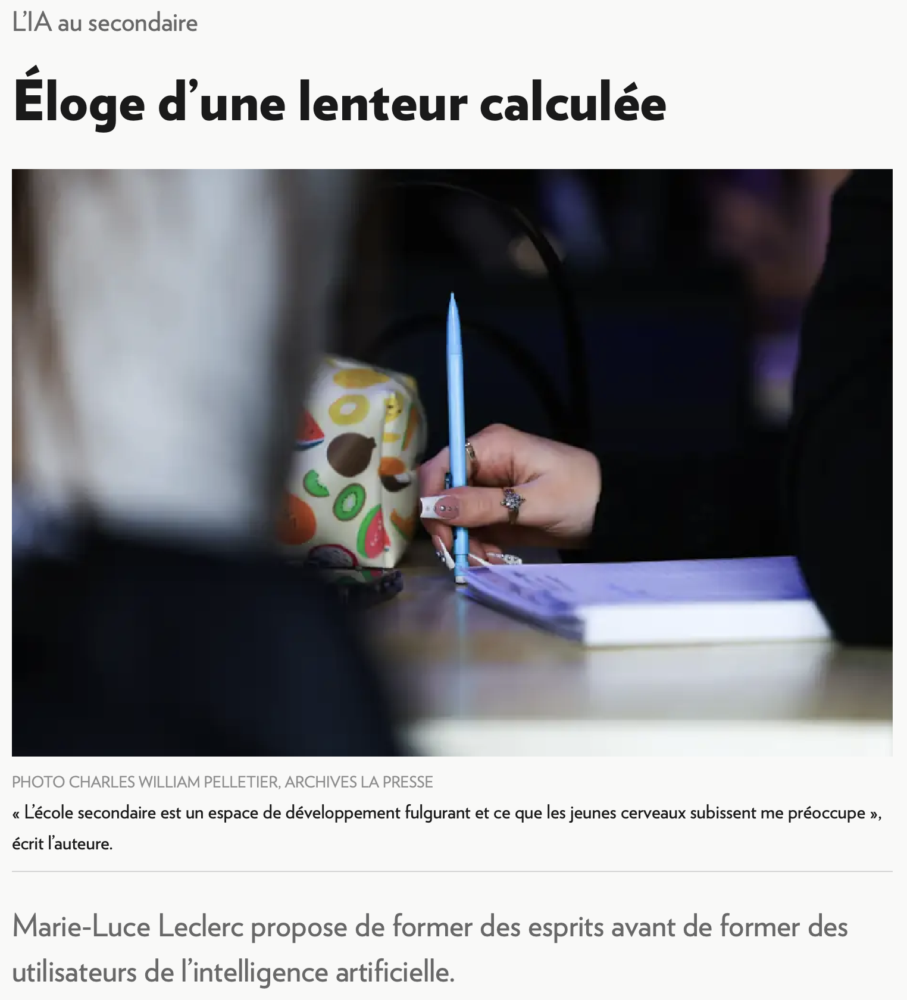 L’IA au secondaire
Éloge d’une lenteur calculée
PHOTO CHARLES WILLIAM PELLETIER, ARCHIVES LA PRESSE
« L’école secondaire est un espace de développement fulgurant et ce que les jeunes cerveaux subissent me préoccupe »,
écrit l’auteure.
Marie-Luce Leclerc propose de former des esprits avant de former des
utilisateurs de l’intelligence artificielle.